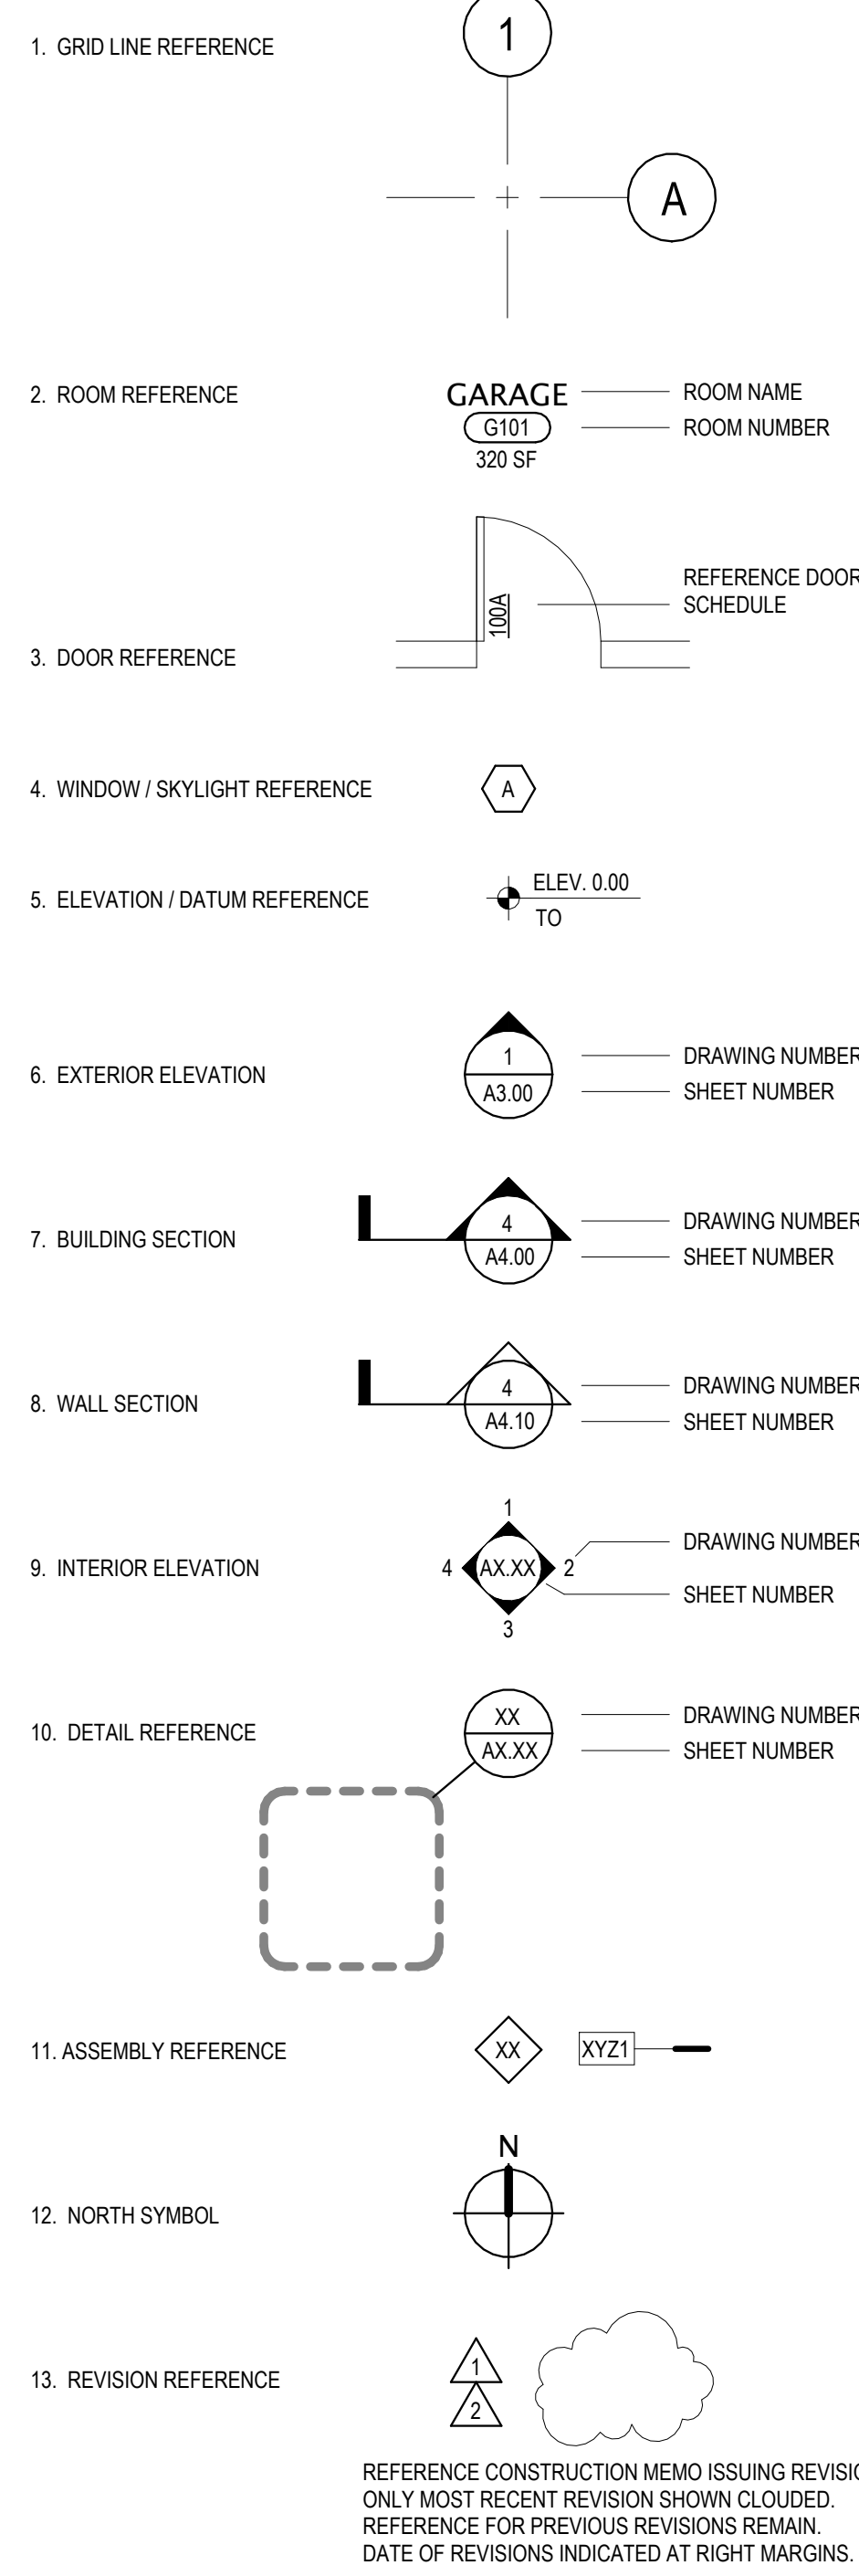 1
1. GRID LINE REFERENCE
A
2. ROOM REFERENCE
GARAGE
ROOM NAME
G101
ROOM NUMBER
320 SF
REFERENCE DOOR
SCHEDULE
100A
3. DOOR REFERENCE
4. WINDOW / SKYLIGHT REFERENCE
A
5. ELEVATION / DATUM REFERENCE
ELEV. 0.00
TO
6. EXTERIOR ELEVATION
1
A3.00
DRAWING NUMBER
SHEET NUMBER
7. BUILDING SECTION
4
A4.00
DRAWING NUMBER
SHEET NUMBER
8. WALL SECTION
4
A4.10
DRAWING NUMBER
SHEET NUMBER
9. INTERIOR ELEVATION
1
4
AX.XX
2
3
DRAWING NUMBER
SHEET NUMBER
10. DETAIL REFERENCE
XX
AX.XX
DRAWING NUMBER
SHEET NUMBER
11. ASSEMBLY REFERENCE
XX
XYZ1
N
12. NORTH SYMBOL
13. REVISION REFERENCE
1
2
REFERENCE CONSTRUCTION MEMO ISSUING
ONLY MOST RECENT REVISION SHOWN CLOUDED.
REFERENCE FOR PREVIOUS REVISIONS REMAIN.
DATE OF REVISIONS INDICATED AT RIGHT MARGINS.